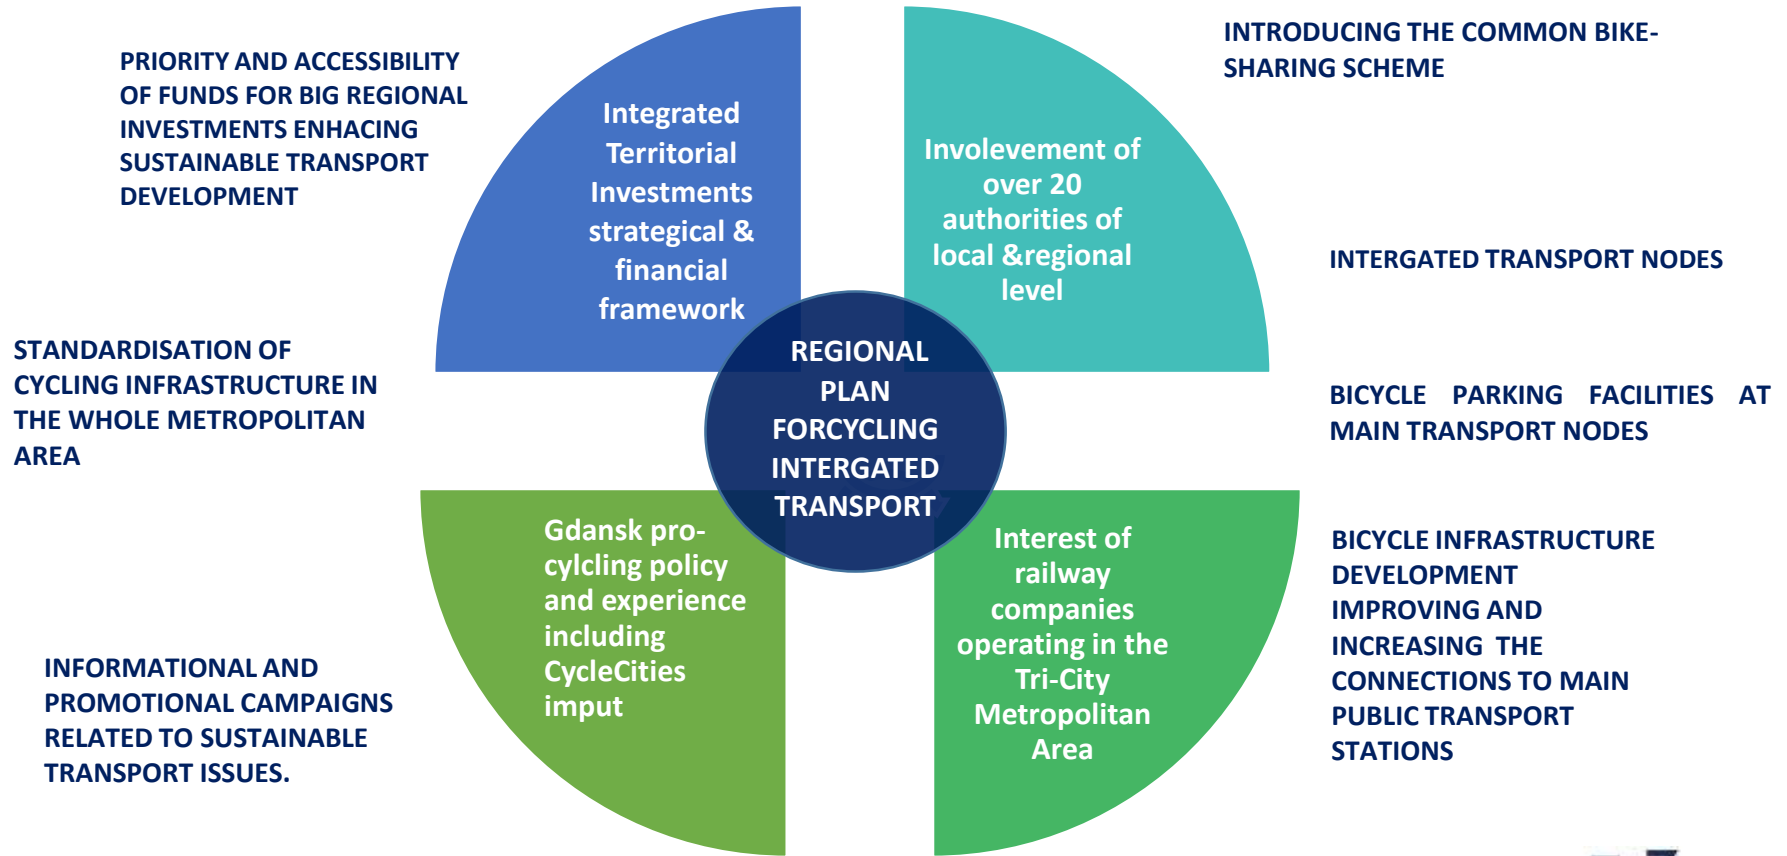 PRIORITY AND ACCESSIBILITY
OF FUNDS FOR BIG REGIONAL
INVESTMENTS ENHACING
SUSTAINABLE TRANSPORT
DEVELOPMENT
STANDARDISATION OF
CYCLING INFRASTRUCTURE IN
THE WHOLE METROPOLITAN
AREA
INFORMATIONAL AND
PROMOTIONAL CAMPAIGNS
RELATED TO SUSTAINABLE
TRANSPORT ISSUES.
Integrated
Territorial
Investments
strategical &
financial
framework
Involevement of
over 20
authorities of
local &regional
level
REGIONAL
PLAN
FORCYCLING
INTERGATED
TRANSPORT
Gdansk pro-
cylcling policy
and experience
including
CycleCities
imput
Interest of
railway
companies
operating in the
Tri-City
Metropolitan
Area
INTRODUCING THE COMMON BIKE-
SHARING SCHEME
INTERGATED TRANSPORT NODES
BICYCLE PARKING FACILITIES AT
MAIN TRANSPORT NODES
BICYCLE INFRASTRUCTURE
DEVELOPMENT
IMPROVING AND
INCREASING THE
CONNECTIONS TO MAIN
PUBLIC TRANSPORT
STATIONS